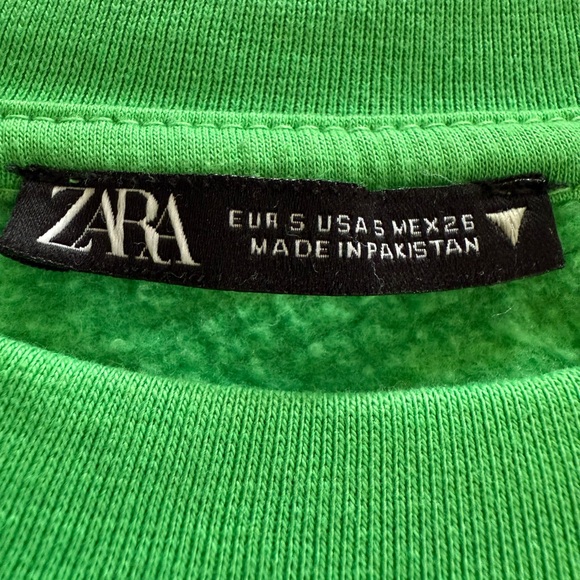 ZARA
EUR S USA S MEX 26
MADE IN PAKISTAN